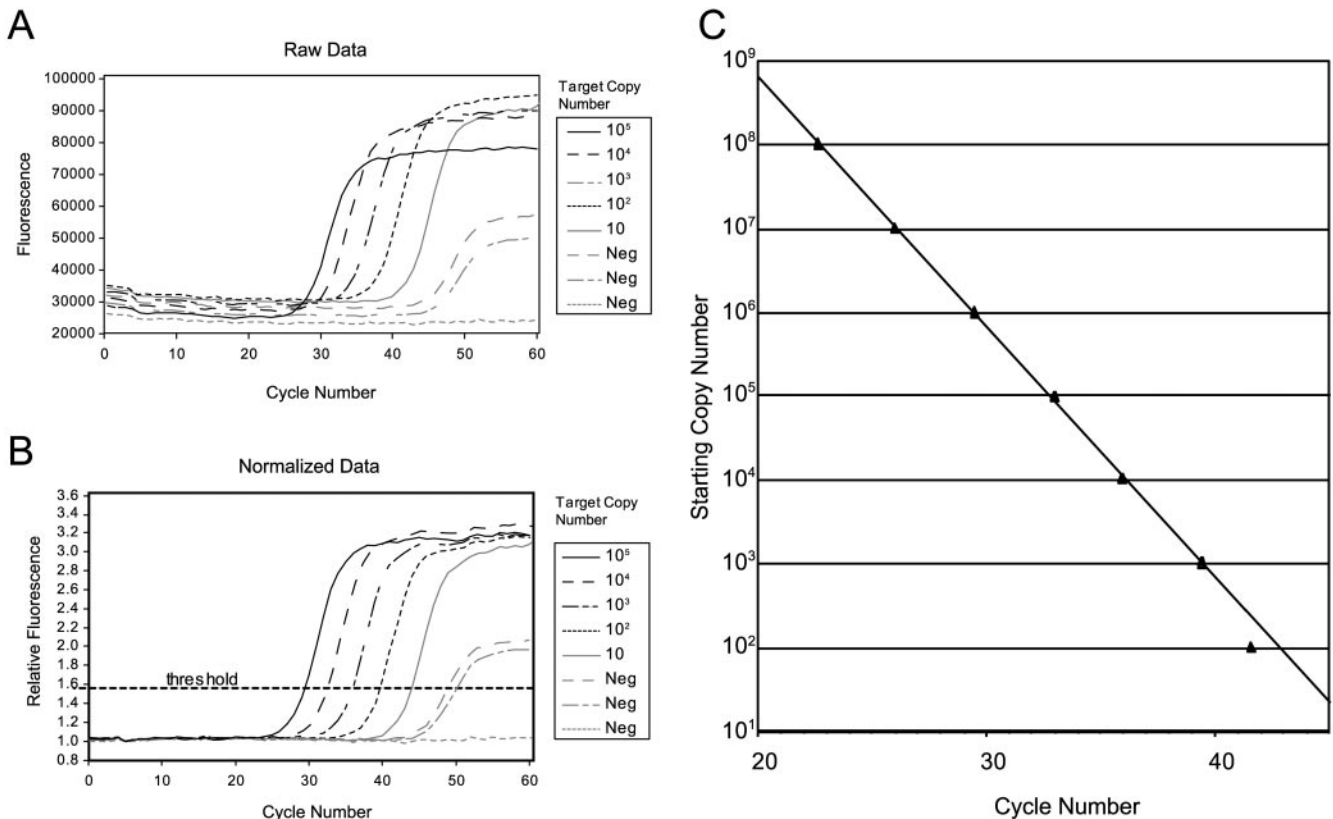 A
Raw Data
100000
90000
80000
70000
60000
50000
40000
30000
20000
Fluorescence
0 10 20 30 40 50 60
Cycle Number
Target Copy
Number
10⁵
10⁴
10³
10²
10
Neg
Neg
Neg
B
Normalized Data
3.6
3.4
3.2
3.0
2.8
2.6
2.4
2.2
2.0
1.8
1.6
1.4
1.2
1.0
0.8
Relative Fluorescence
threshold
0 10 20 30 40 50 60
Cycle Number
Target Copy
Number
10⁵
10⁴
10³
10²
10
Neg
Neg
Neg
C
10⁹
10⁸
10⁷
10⁶
10⁵
10⁴
10³
10²
10¹
Starting Copy Number
20 30 40
Cycle Number